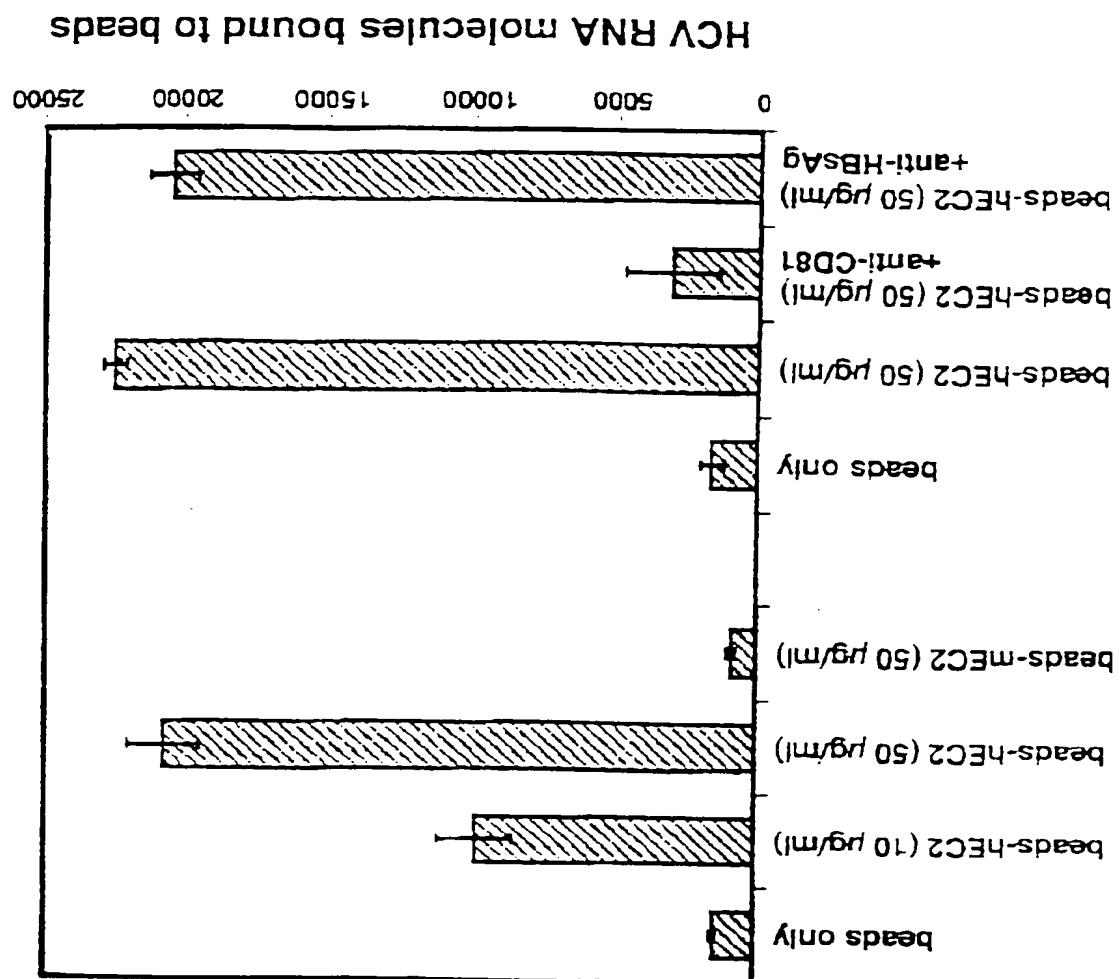 beads only
beads-hEC2 (10 µg/ml)
beads-hEC2 (50 µg/ml)
beads-mEC2 (50 µg/ml)
beads only
beads-hEC2 (50 µg/ml)
beads-hEC2 (50 µg/ml)
+anti-CD81
beads-hEC2 (50 µg/ml)
+anti-HBsAg
0 5000 10000 15000 20000 25000
HCV RNA molecules bound to beads